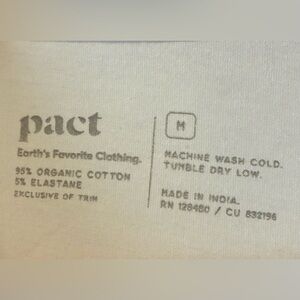 pact
Earth's Favorite Clothing.
95% ORGANIC COTTON
5% ELASTANE
EXCLUSIVE OF TRIM
M
MACHINE WASH COLD.
TUMBLE DRY LOW.
MADE IN INDIA.
RN 128480 / CU 832196